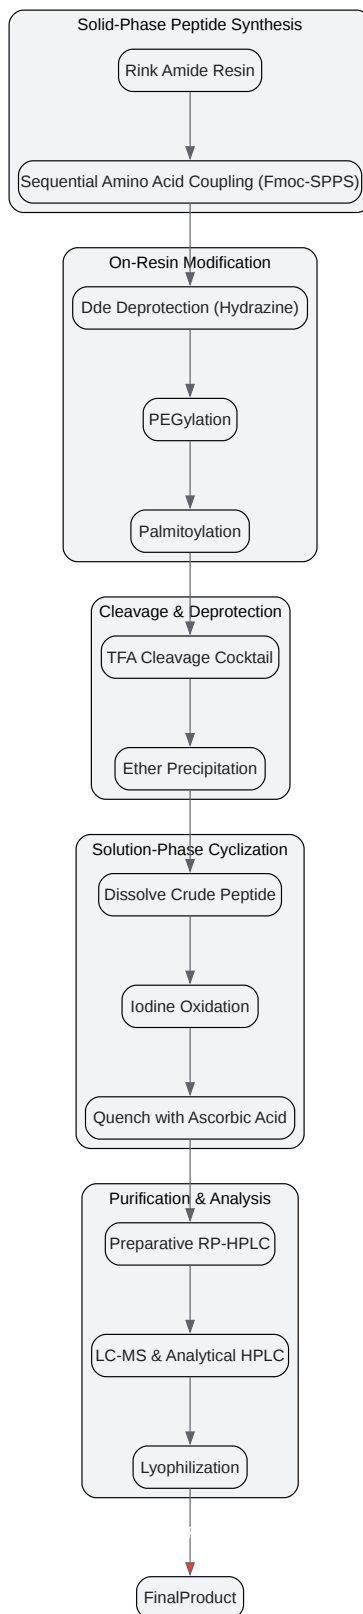 Solid-Phase Peptide Synthesis
Rink Amide Resin
Sequential Amino Acid Coupling (Fmoc-SPPS)
On-Resin Modification
Dde Deprotection (Hydrazine)
PEGylation
Palmitoylation
Cleavage & Deprotection
TFA Cleavage Cocktail
Ether Precipitation
Solution-Phase Cyclization
Dissolve Crude Peptide
Iodine Oxidation
Quench with Ascorbic Acid
Purification & Analysis
Preparative RP-HPLC
LC-MS & Analytical HPLC
Lyophilization
FinalProduct